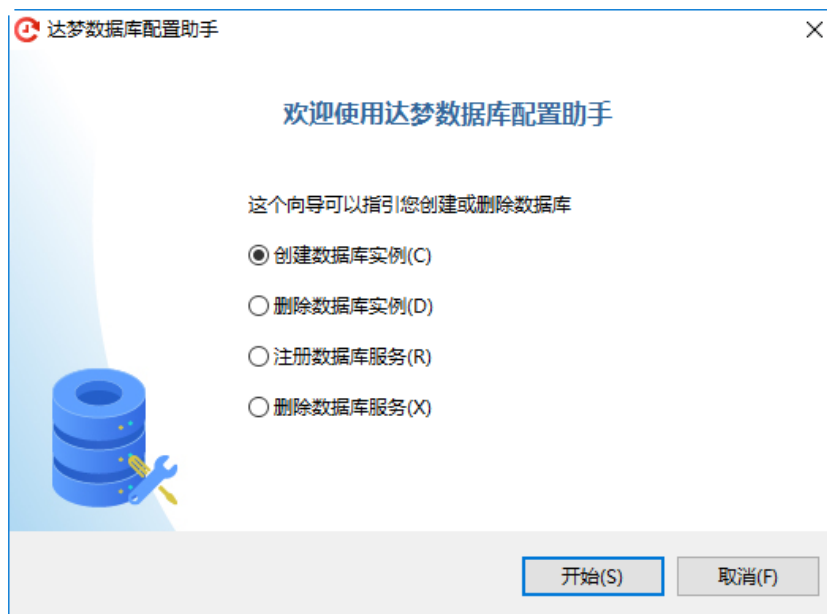 达梦数据库配置助手
欢迎使用达梦数据库配置助手
这个向导可以指引您创建或删除数据库
创建数据库实例(C)
删除数据库实例(D)
注册数据库服务(R)
删除数据库服务(X)
开始(S) 取消(F)